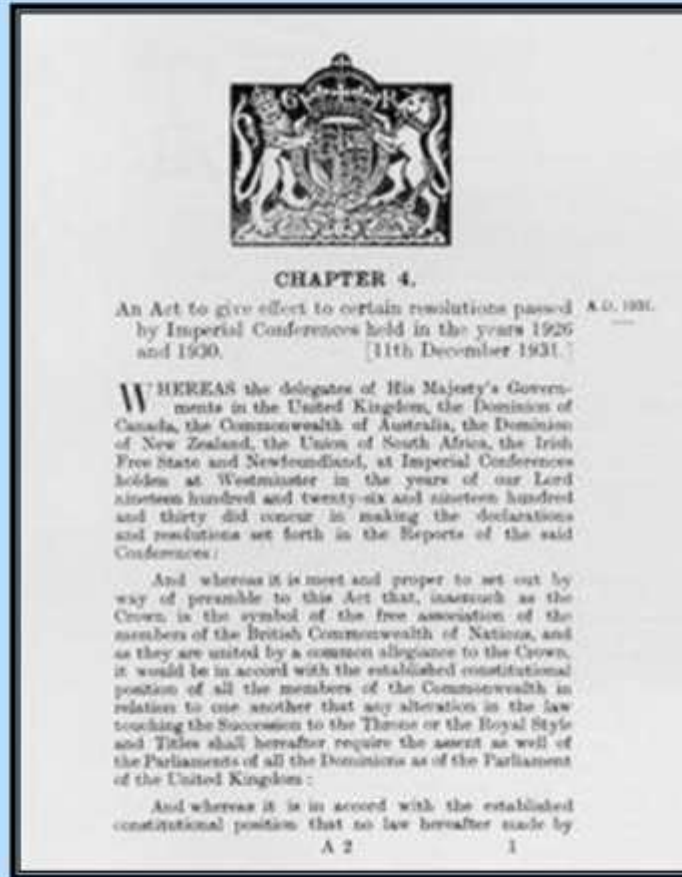 G R
CHAPTER 4.
An Act to give effect to certain resolutions passed A.D. 1931.
by Imperial Conferences held in the years 1926
and 1930. [11th December 1931.]
WHEREAS the delegates of His Majesty's Govern-
ments in the United Kingdom, the Dominion of
Canada, the Commonwealth of Australia, the Dominion
of New Zealand, the Union of South Africa, the Irish
Free State and Newfoundland, at Imperial Conferences
holden at Westminster in the years of our Lord
nineteen hundred and twenty-six and nineteen hundred
and thirty did concur in making the declarations
and resolutions set forth in the Reports of the said
Conferences:
And whereas it is meet and proper to set out by
way of preamble to this Act that, inasmuch as the
Crown is the symbol of the free association of the
members of the British Commonwealth of Nations, and
as they are united by a common allegiance to the Crown,
it would be in accord with the established constitutional
position of all the members of the Commonwealth in
relation to one another that any alteration in the law
touching the Succession to the Throne or the Royal Style
and Titles shall hereafter require the assent as well of
the Parliaments of all the Dominions as of the Parliament
of the United Kingdom:
And whereas it is in accord with the established
constitutional position that no law hereafter made by
A 2 1